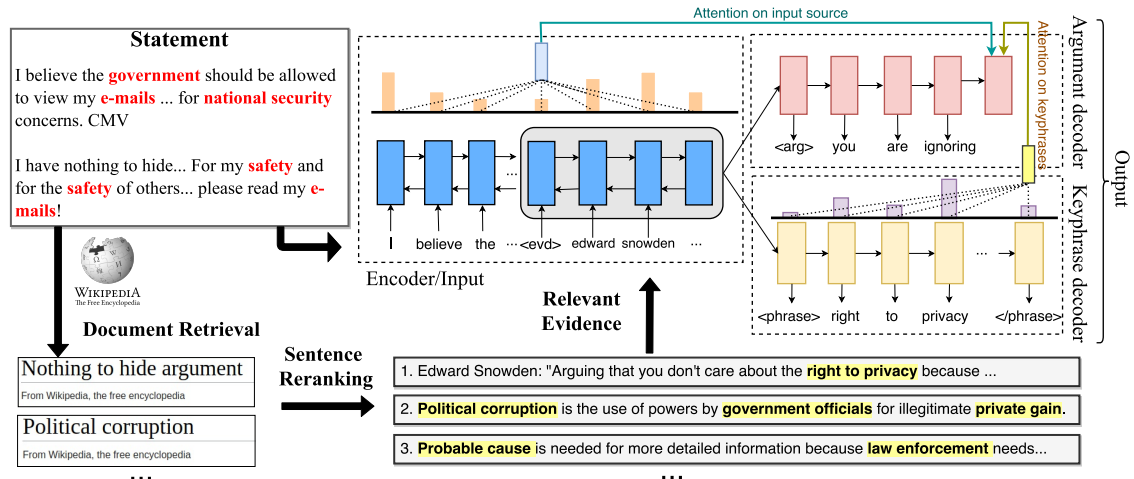 Statement
I believe the government should be allowed
to view my e-mails ... for national security
concerns. CMV
I have nothing to hide... For my safety and
for the safety of others... please read my e-
mails!
WIKIPEDIA
The Free Encyclopedia
Document Retrieval
Nothing to hide argument
From Wikipedia, the free encyclopedia
Political corruption
From Wikipedia, the free encyclopedia
...
Sentence
Reranking
1. Edward Snowden: "Arguing that you don't care about the right to privacy because ...
2. Political corruption is the use of powers by government officials for illegitimate private gain.
3. Probable cause is needed for more detailed information because law enforcement needs...
...
Relevant
Evidence
Encoder/Input
...
I believe the ...<evd> edward snowden ...
Attention on input source
Attention on keyphrases
<arg> you are ignoring
Argument decoder
...
<phrase> right to privacy </phrase>
Keyphrase decoder
Output